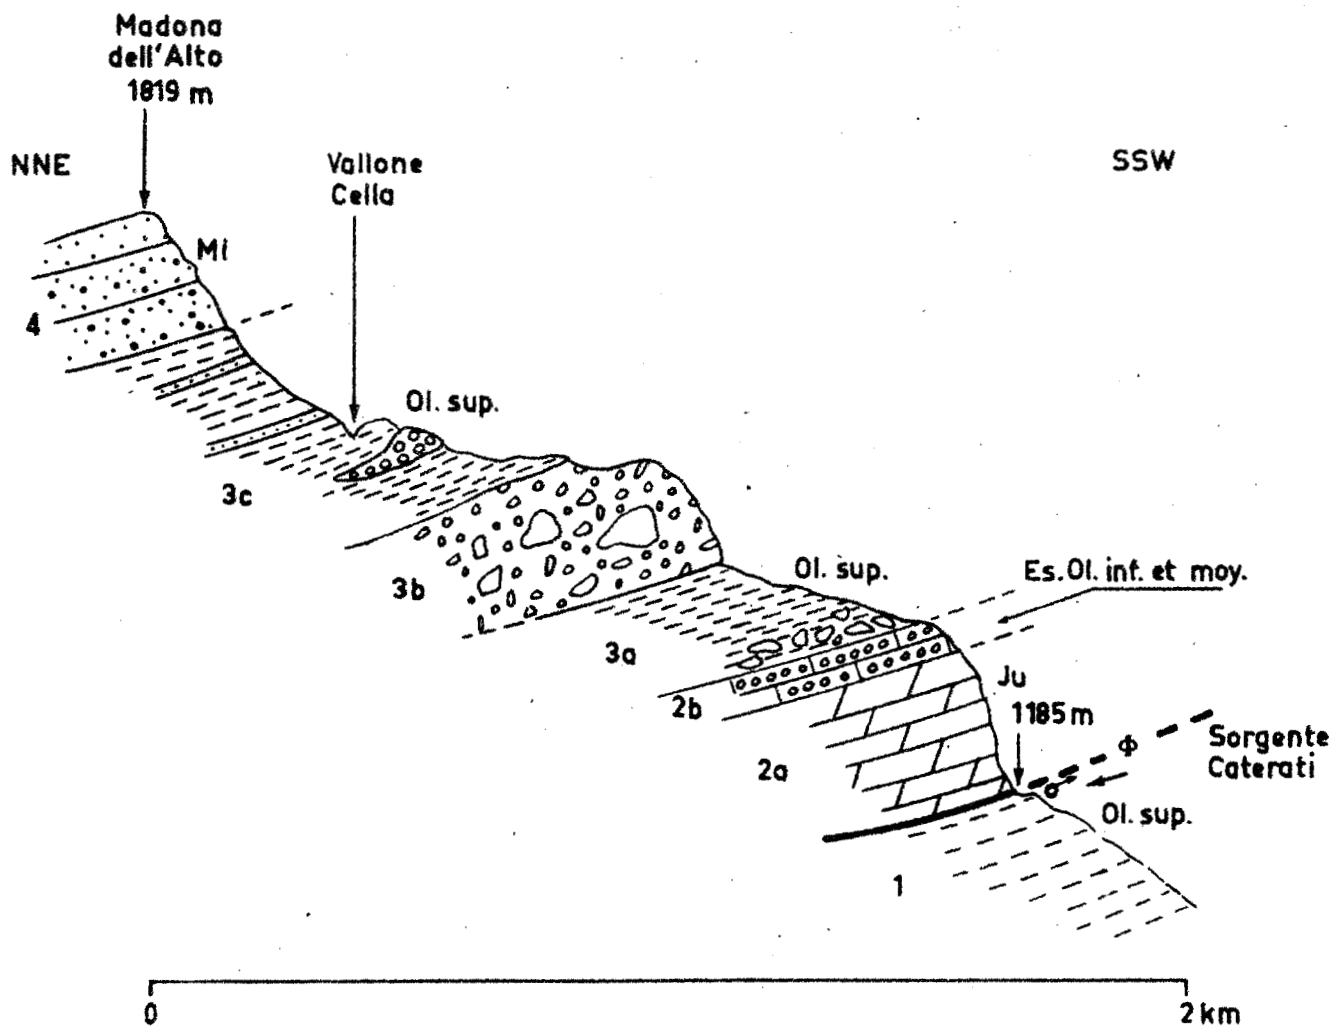 Madona
dell'Alto
1819 m
NNE
Vallone
Cella
SSW
Mi
4
Ol. sup.
3c
3b
Ol. sup.
Es. Ol. inf. et moy.
3a
2b
Ju
1185 m
2a
Φ
Sorgente
Caterati
Ol. sup.
1
0
2 km